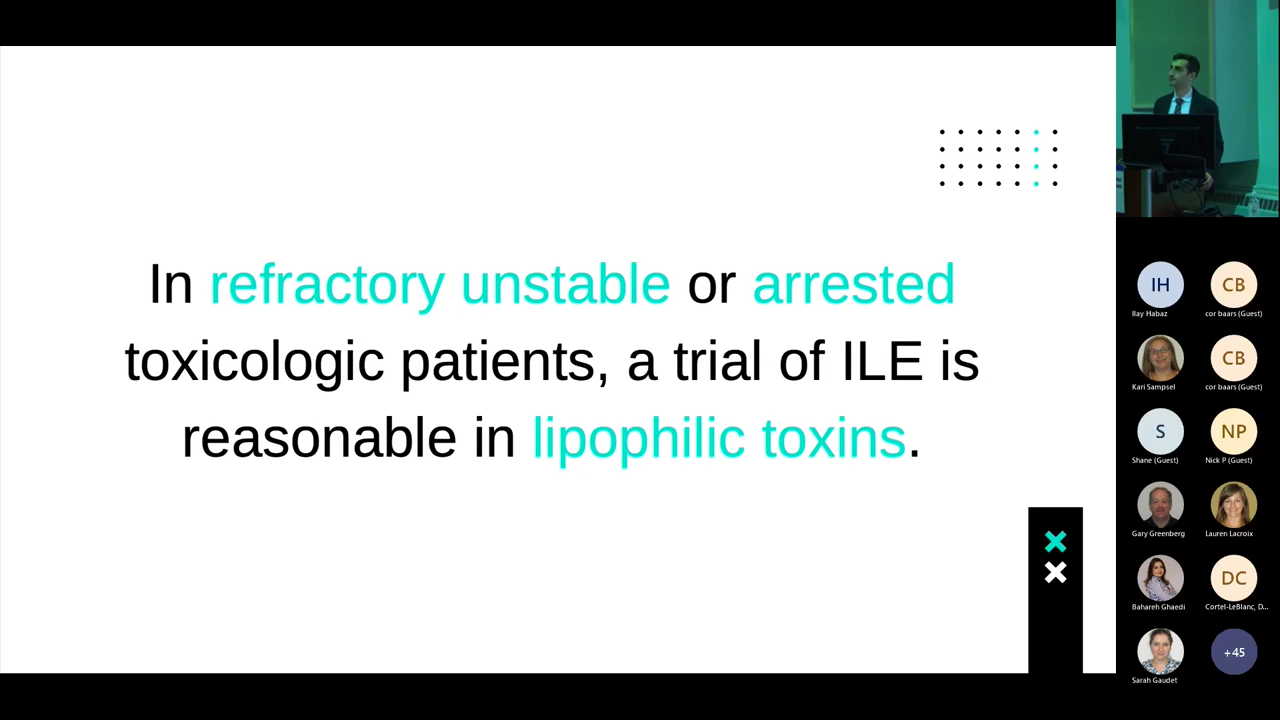 In refractory unstable or arrested
toxicologic patients, a trial of ILE is
reasonable in lipophilic toxins.
IH
CB
Ilay Habaz
cor baars (Guest)
CB
Kari Sampsel
cor baars (Guest)
S
NP
Shane (Guest)
Nick P (Guest)
Gary Greenberg
Lauren Lacroix
DC
Bahareh Ghaedi
Cortel-LeBlanc, D...
+45
Sarah Gaudet